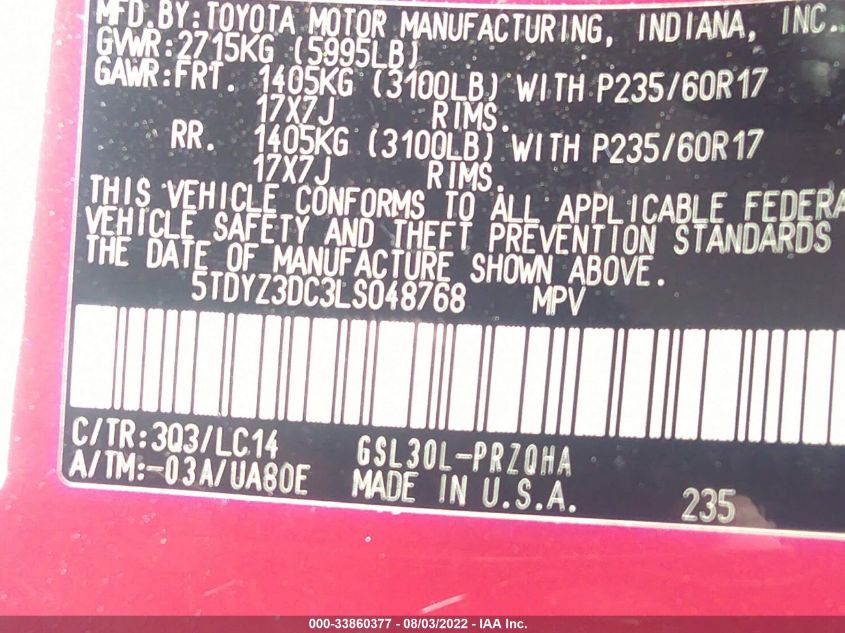 MFD.BY:TOYOTA MOTOR MANUFACTURING, INDIANA, INC.
GVWR:2715KG (5995LB)
GAWR:FRT. 1405KG (3100LB) WITH P235/60R17
17X7J RIMS.
RR. 1405KG (3100LB) WITH P235/60R17
17X7J RIMS.
THIS VEHICLE CONFORMS TO ALL APPLICABLE FEDERA
VEHICLE SAFETY AND THEFT PREVENTION STANDARDS
THE DATE OF MANUFACTURE SHOWN ABOVE.
5TDYZ3DC3LS048768 MPV
C/TR:3Q3/LC14 GSL30L-PRZQHA
A/TM:-03A/UA80E MADE IN U.S.A. 235
000-33860377 - 08/03/2022 - IAA Inc.